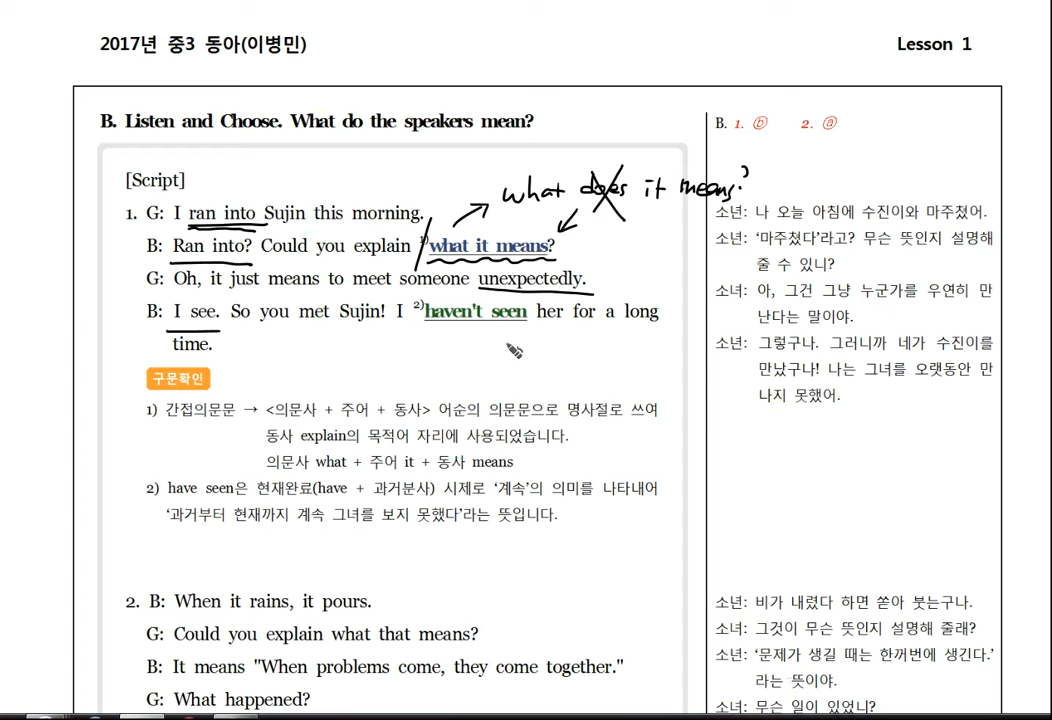 2017년 중3 동아(이병민)
Lesson 1
B. Listen and Choose. What do the speakers mean?
[Script]
what does it means?
1. G: I ran into Sujin this morning.
B: Ran into? Could you explain 1)what it means?
G: Oh, it just means to meet someone unexpectedly.
B: I see. So you met Sujin! I 2)haven't seen her for a long
time.
구문확인
1) 간접의문문 → <의문사 + 주어 + 동사> 어순의 의문문으로 명사절로 쓰여
동사 explain의 목적어 자리에 사용되었습니다.
의문사 what + 주어 it + 동사 means
2) have seen은 현재완료(have + 과거분사) 시제로 '계속'의 의미를 나타내어
'과거부터 현재까지 계속 그녀를 보지 못했다'라는 뜻입니다.
2. B: When it rains, it pours.
G: Could you explain what that means?
B: It means "When problems come, they come together."
G: What happened?
B. 1. ⓑ 2. ⓐ
소년: 나 오늘 아침에 수진이와 마주쳤어.
소년: '마주쳤다'라고? 무슨 뜻인지 설명해
줄 수 있니?
소녀: 아, 그건 그냥 누군가를 우연히 만
난다는 말이야.
소년: 그렇구나. 그러니까 네가 수진이를
만났구나! 나는 그녀를 오랫동안 만
나지 못했어.
소년: 비가 내렸다 하면 쏟아 붓는구나.
소녀: 그것이 무슨 뜻인지 설명해 줄래?
소년: '문제가 생길 때는 한꺼번에 생긴다.'
라는 뜻이야.
소녀: 무슨 일이 있었니?